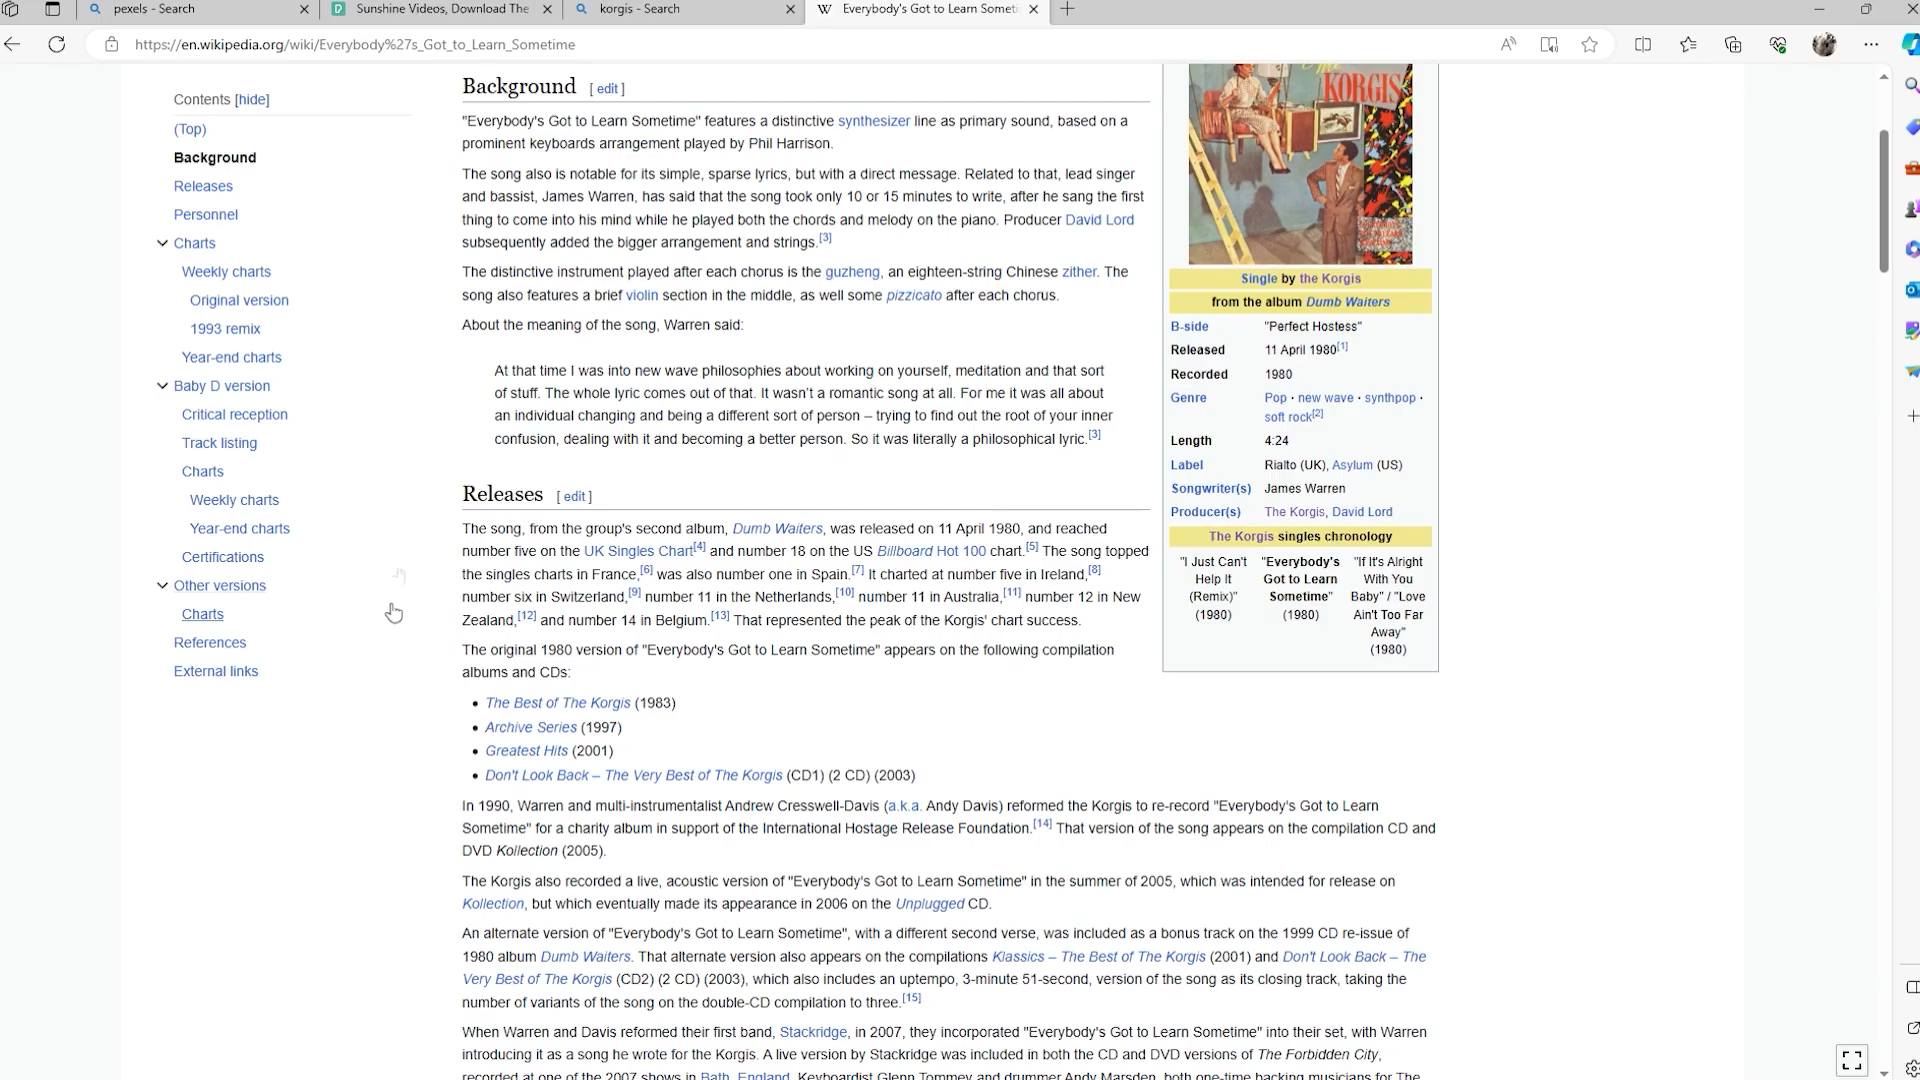 pexels - Search
Sunshine Videos, Download The
korgis - Search
W Everybody's Got to Learn Someti
https://en.wikipedia.org/wiki/Everybody%27s_Got_to_Learn_Sometime
Contents [hide]
(Top)
Background
Releases
Personnel
Charts
Weekly charts
Original version
1993 remix
Year-end charts
Baby D version
Critical reception
Track listing
Charts
Weekly charts
Year-end charts
Certifications
Other versions
Charts
References
External links
Background [ edit ]
"Everybody's Got to Learn Sometime" features a distinctive synthesizer line as primary sound, based on a
prominent keyboards arrangement played by Phil Harrison.
The song also is notable for its simple, sparse lyrics, but with a direct message. Related to that, lead singer
and bassist, James Warren, has said that the song took only 10 or 15 minutes to write, after he sang the first
thing to come into his mind while he played both the chords and melody on the piano. Producer David Lord
subsequently added the bigger arrangement and strings.[3]
The distinctive instrument played after each chorus is the guzheng, an eighteen-string Chinese zither. The
song also features a brief violin section in the middle, as well some pizzicato after each chorus.
About the meaning of the song, Warren said:
At that time I was into new wave philosophies about working on yourself, meditation and that sort
of stuff. The whole lyric comes out of that. It wasn't a romantic song at all. For me it was all about
an individual changing and being a different sort of person – trying to find out the root of your inner
confusion, dealing with it and becoming a better person. So it was literally a philosophical lyric.[3]
Releases [ edit ]
The song, from the group's second album, Dumb Waiters, was released on 11 April 1980, and reached
number five on the UK Singles Chart[4] and number 18 on the US Billboard Hot 100 chart.[5] The song topped
the singles charts in France,[6] was also number one in Spain.[7] It charted at number five in Ireland,[8]
number six in Switzerland,[9] number 11 in the Netherlands,[10] number 11 in Australia,[11] number 12 in New
Zealand,[12] and number 14 in Belgium.[13] That represented the peak of the Korgis' chart success.
The original 1980 version of "Everybody's Got to Learn Sometime" appears on the following compilation
albums and CDs:
• The Best of The Korgis (1983)
• Archive Series (1997)
• Greatest Hits (2001)
• Don't Look Back – The Very Best of The Korgis (CD1) (2 CD) (2003)
In 1990, Warren and multi-instrumentalist Andrew Cresswell-Davis (a.k.a. Andy Davis) reformed the Korgis to re-record "Everybody's Got to Learn
Sometime" for a charity album in support of the International Hostage Release Foundation.[14] That version of the song appears on the compilation CD and
DVD Kollection (2005).
The Korgis also recorded a live, acoustic version of "Everybody's Got to Learn Sometime" in the summer of 2005, which was intended for release on
Kollection, but which eventually made its appearance in 2006 on the Unplugged CD.
An alternate version of "Everybody's Got to Learn Sometime", with a different second verse, was included as a bonus track on the 1999 CD re-issue of
1980 album Dumb Waiters. That alternate version also appears on the compilations Klassics – The Best of The Korgis (2001) and Don't Look Back – The
Very Best of The Korgis (CD2) (2 CD) (2003), which also includes an uptempo, 3-minute 51-second, version of the song as its closing track, taking the
number of variants of the song on the double-CD compilation to three.[15]
When Warren and Davis reformed their first band, Stackridge, in 2007, they incorporated "Everybody's Got to Learn Sometime" into their set, with Warren
introducing it as a song he wrote for the Korgis. A live version by Stackridge was included in both the CD and DVD versions of The Forbidden City,
recorded at one of the 2007 shows in Bath, England. Keyboardist Glenn Tommey and drummer Andy Marsden, both one-time backing musicians for The
KORGIS
Single by the Korgis
from the album Dumb Waiters
B-side "Perfect Hostess"
Released 11 April 1980[1]
Recorded 1980
Genre Pop · new wave · synthpop ·
soft rock[2]
Length 4:24
Label Rialto (UK), Asylum (US)
Songwriter(s) James Warren
Producer(s) The Korgis, David Lord
The Korgis singles chronology
"I Just Can't
Help It
(Remix)"
(1980)
"Everybody's
Got to Learn
Sometime"
(1980)
"If It's Alright
With You
Baby" / "Love
Ain't Too Far
Away"
(1980)